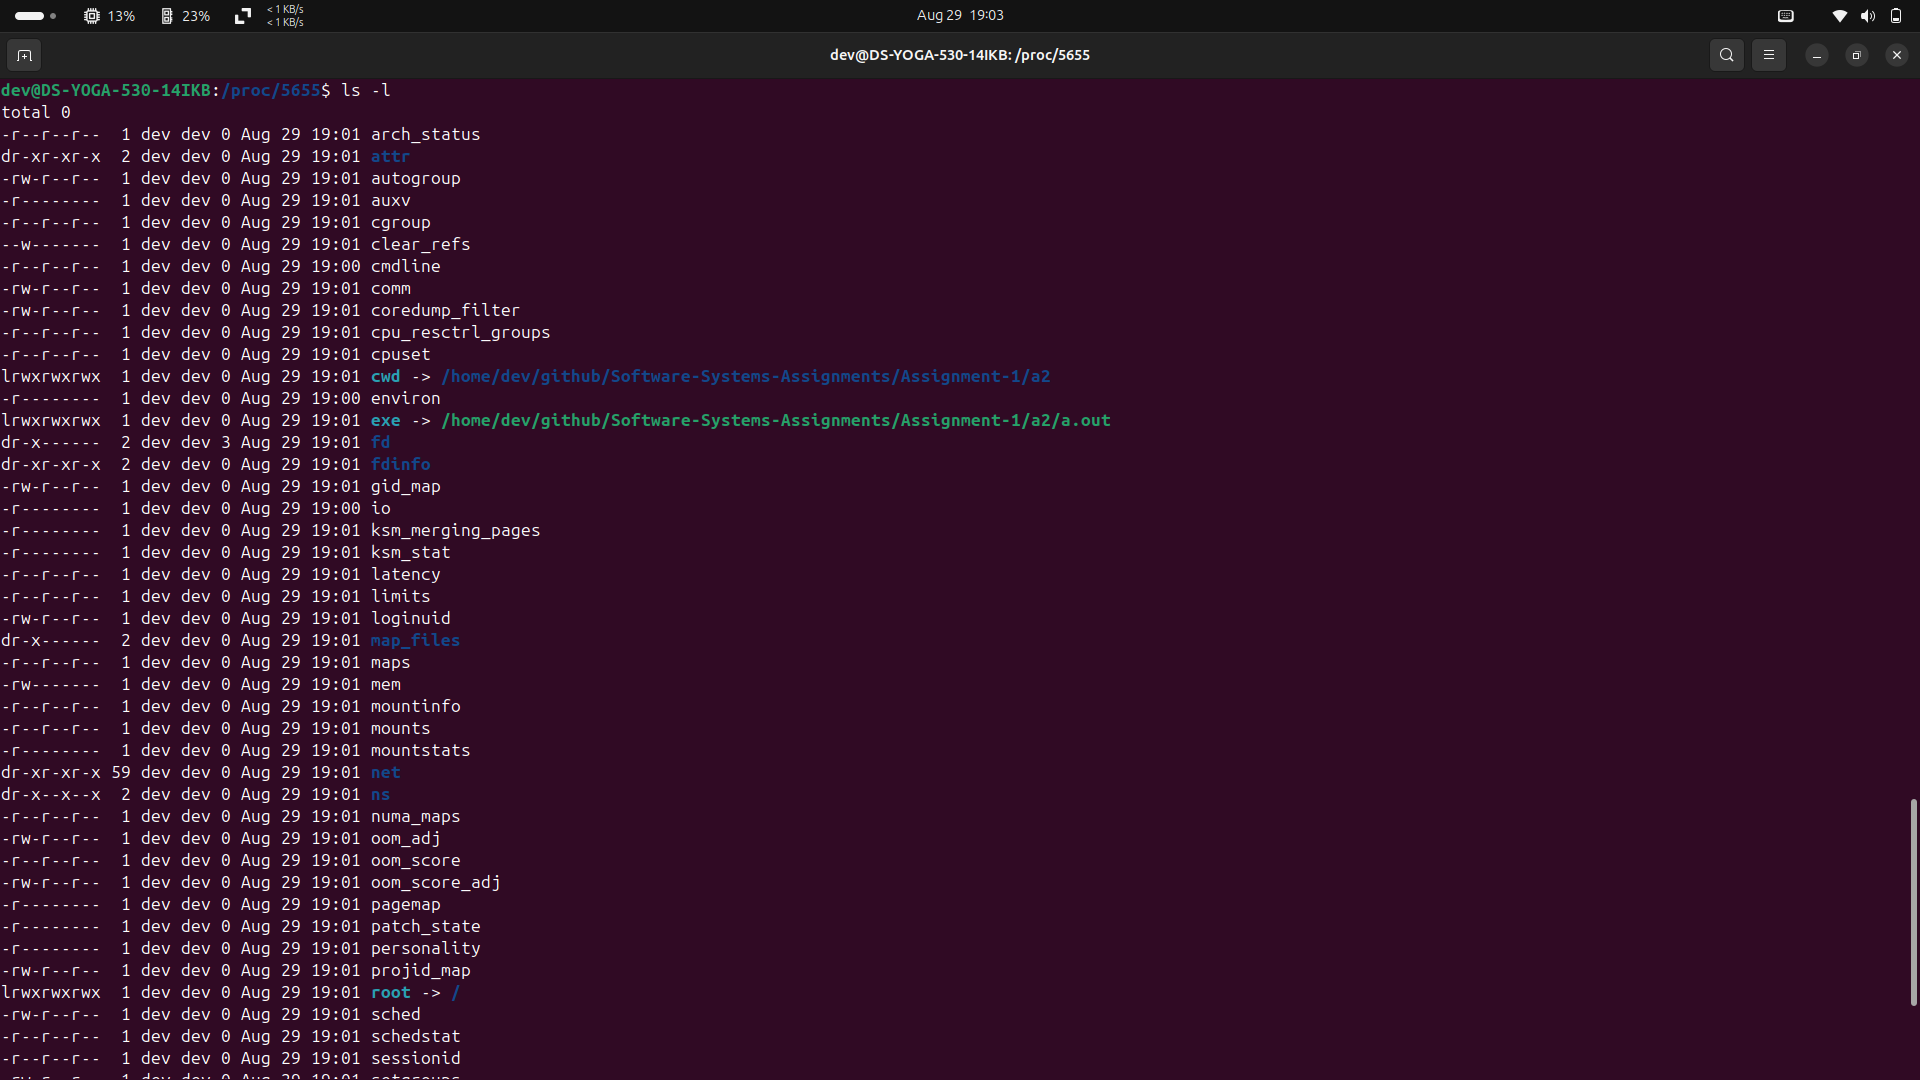 13% 23% < 1 KB/s
< 1 KB/s
Aug 29 19:03
dev@DS-YOGA-530-14IKB: /proc/5655
dev@DS-YOGA-530-14IKB:/proc/5655$ ls -l
total 0
-r--r--r--  1 dev dev 0 Aug 29 19:01 arch_status
dr-xr-xr-x  2 dev dev 0 Aug 29 19:01 attr
-rw-r--r--  1 dev dev 0 Aug 29 19:01 autogroup
-r--------  1 dev dev 0 Aug 29 19:01 auxv
-r--r--r--  1 dev dev 0 Aug 29 19:01 cgroup
--w-------  1 dev dev 0 Aug 29 19:01 clear_refs
-r--r--r--  1 dev dev 0 Aug 29 19:00 cmdline
-rw-r--r--  1 dev dev 0 Aug 29 19:01 comm
-rw-r--r--  1 dev dev 0 Aug 29 19:01 coredump_filter
-r--r--r--  1 dev dev 0 Aug 29 19:01 cpu_resctrl_groups
-r--r--r--  1 dev dev 0 Aug 29 19:01 cpuset
lrwxrwxrwx  1 dev dev 0 Aug 29 19:01 cwd -> /home/dev/github/Software-Systems-Assignments/Assignment-1/a2
-r--------  1 dev dev 0 Aug 29 19:00 environ
lrwxrwxrwx  1 dev dev 0 Aug 29 19:01 exe -> /home/dev/github/Software-Systems-Assignments/Assignment-1/a2/a.out
dr-x------  2 dev dev 3 Aug 29 19:01 fd
dr-xr-xr-x  2 dev dev 0 Aug 29 19:01 fdinfo
-rw-r--r--  1 dev dev 0 Aug 29 19:01 gid_map
-r--------  1 dev dev 0 Aug 29 19:00 io
-r--------  1 dev dev 0 Aug 29 19:01 ksm_merging_pages
-r--------  1 dev dev 0 Aug 29 19:01 ksm_stat
-r--r--r--  1 dev dev 0 Aug 29 19:01 latency
-r--r--r--  1 dev dev 0 Aug 29 19:01 limits
-rw-r--r--  1 dev dev 0 Aug 29 19:01 loginuid
dr-x------  2 dev dev 0 Aug 29 19:01 map_files
-r--r--r--  1 dev dev 0 Aug 29 19:01 maps
-rw-------  1 dev dev 0 Aug 29 19:01 mem
-r--r--r--  1 dev dev 0 Aug 29 19:01 mountinfo
-r--r--r--  1 dev dev 0 Aug 29 19:01 mounts
-r--------  1 dev dev 0 Aug 29 19:01 mountstats
dr-xr-xr-x 59 dev dev 0 Aug 29 19:01 net
dr-x--x--x  2 dev dev 0 Aug 29 19:01 ns
-r--r--r--  1 dev dev 0 Aug 29 19:01 numa_maps
-rw-r--r--  1 dev dev 0 Aug 29 19:01 oom_adj
-r--r--r--  1 dev dev 0 Aug 29 19:01 oom_score
-rw-r--r--  1 dev dev 0 Aug 29 19:01 oom_score_adj
-r--------  1 dev dev 0 Aug 29 19:01 pagemap
-r--------  1 dev dev 0 Aug 29 19:01 patch_state
-r--------  1 dev dev 0 Aug 29 19:01 personality
-rw-r--r--  1 dev dev 0 Aug 29 19:01 projid_map
lrwxrwxrwx  1 dev dev 0 Aug 29 19:01 root -> /
-rw-r--r--  1 dev dev 0 Aug 29 19:01 sched
-r--r--r--  1 dev dev 0 Aug 29 19:01 schedstat
-r--r--r--  1 dev dev 0 Aug 29 19:01 sessionid